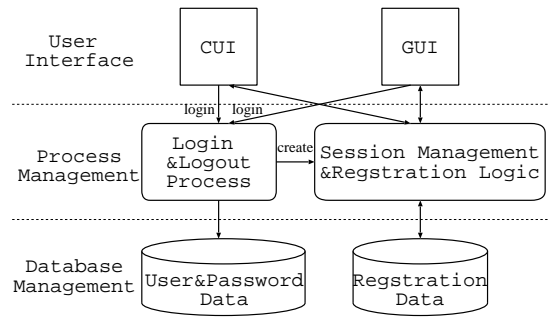 User
Interface
CUI
GUI
login
login
Process
Management
Login
&Logout
Process
create
Session Management
&Regstration Logic
Database
Management
User&Password
Data
Regstration
Data